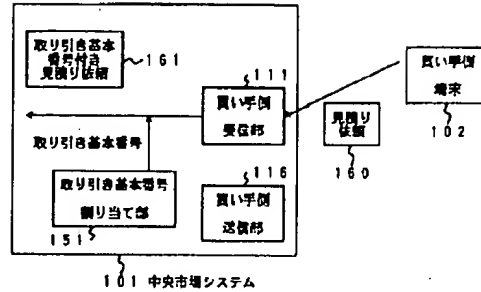 取り引き基本
番号付き
見積り依頼
161
111
買い手側
受信部
買い手側
端末
102
見積り
依頼
160
取り引き基本番号
取り引き基本番号
割り当て部
151
116
買い手側
送信部
101 中央市場システム